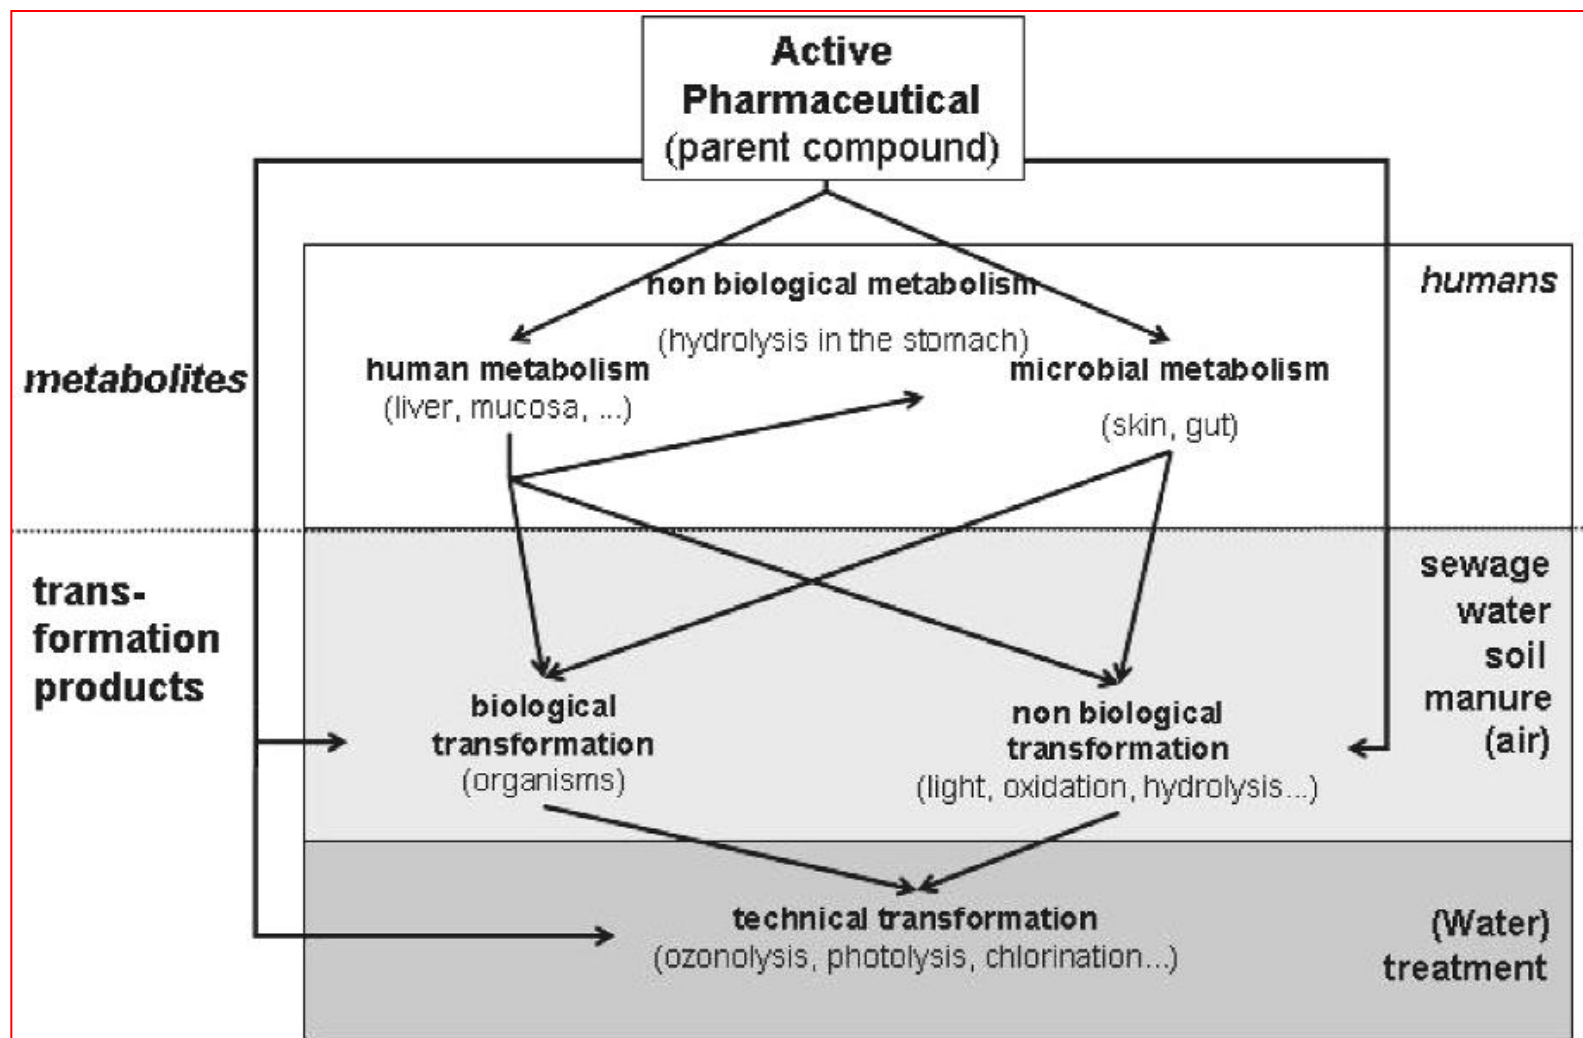 Active
Pharmaceutical
(parent compound)
humans
non biological metabolism
(hydrolysis in the stomach)
metabolites
human metabolism
(liver, mucosa, ...)
microbial metabolism
(skin, gut)
trans-
formation
products
sewage
water
soil
manure
(air)
biological
transformation
(organisms)
non biological
transformation
(light, oxidation, hydrolysis...)
technical transformation
(ozonolysis, photolysis, chlorination...)
(Water)
treatment